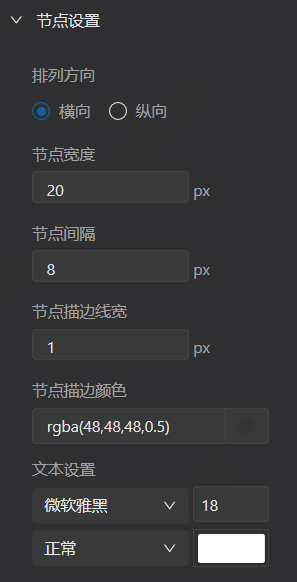 节点设置
排列方向
横向 纵向
节点宽度
20 px
节点间隔
8 px
节点描边线宽
1 px
节点描边颜色
rgba(48,48,48,0.5)
文本设置
微软雅黑 18
正常